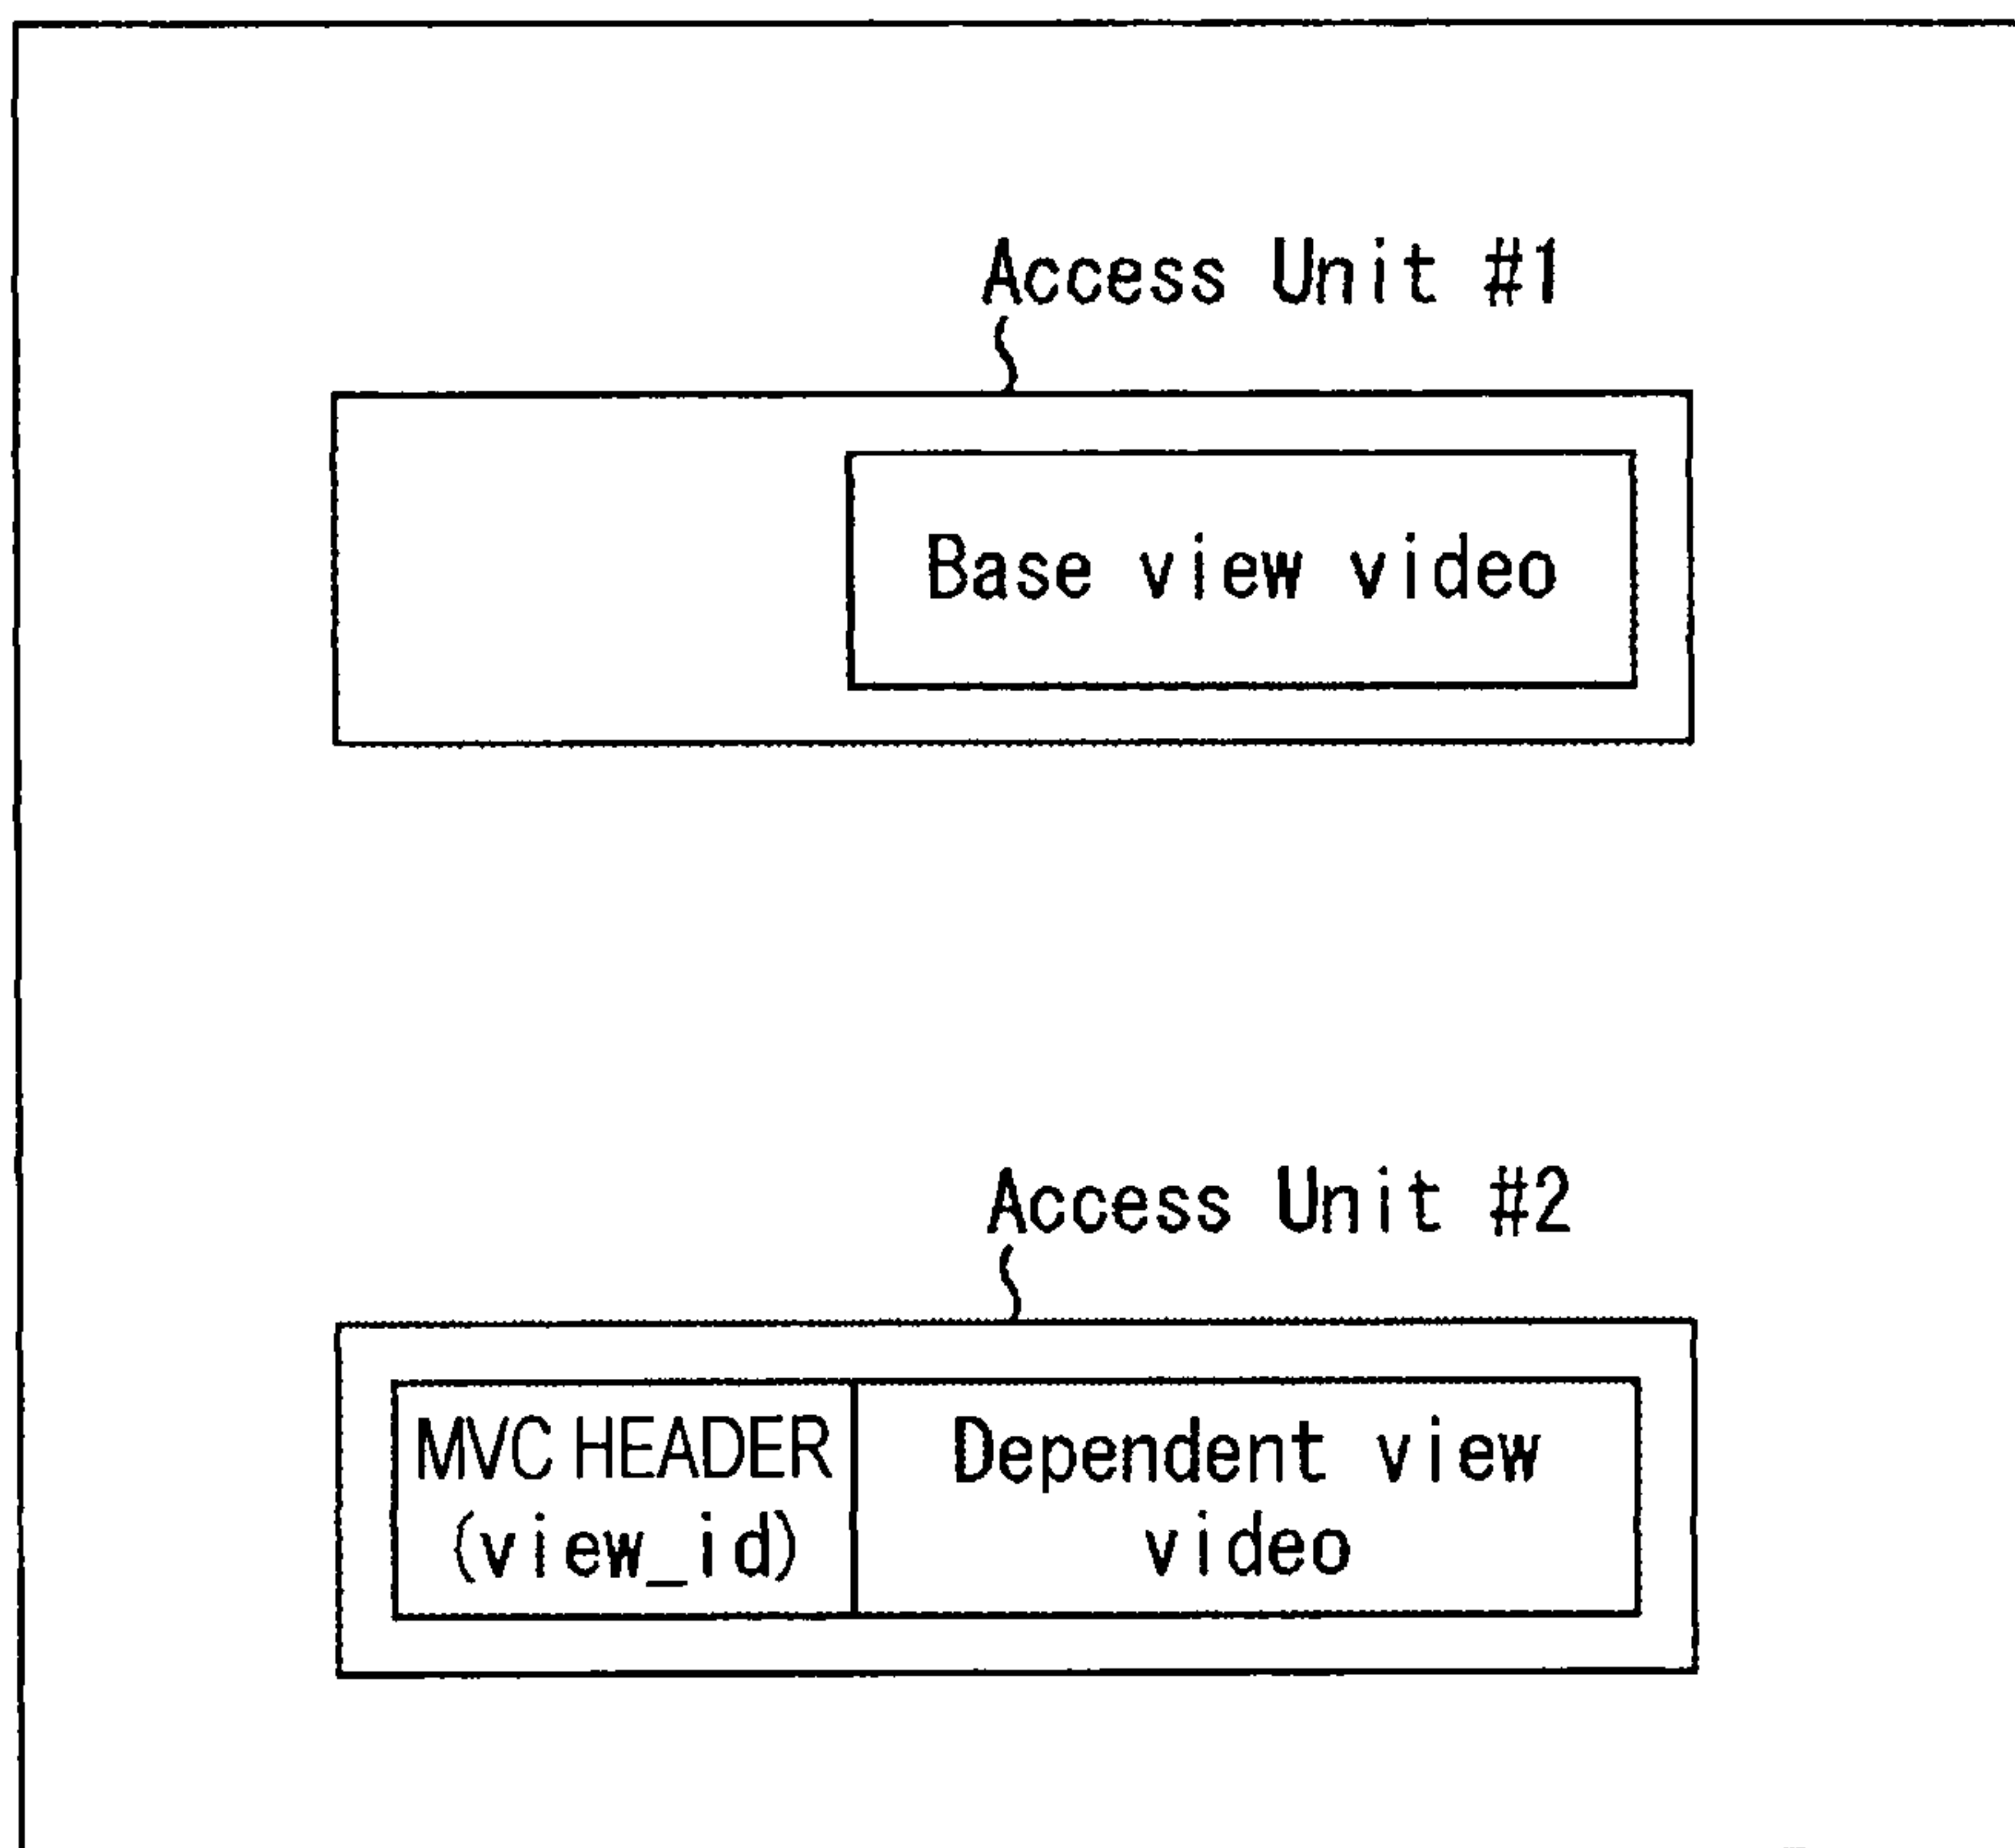 Access Unit #1
Base view video
Access Unit #2
MVC HEADER
(view_id)
Dependent view
video